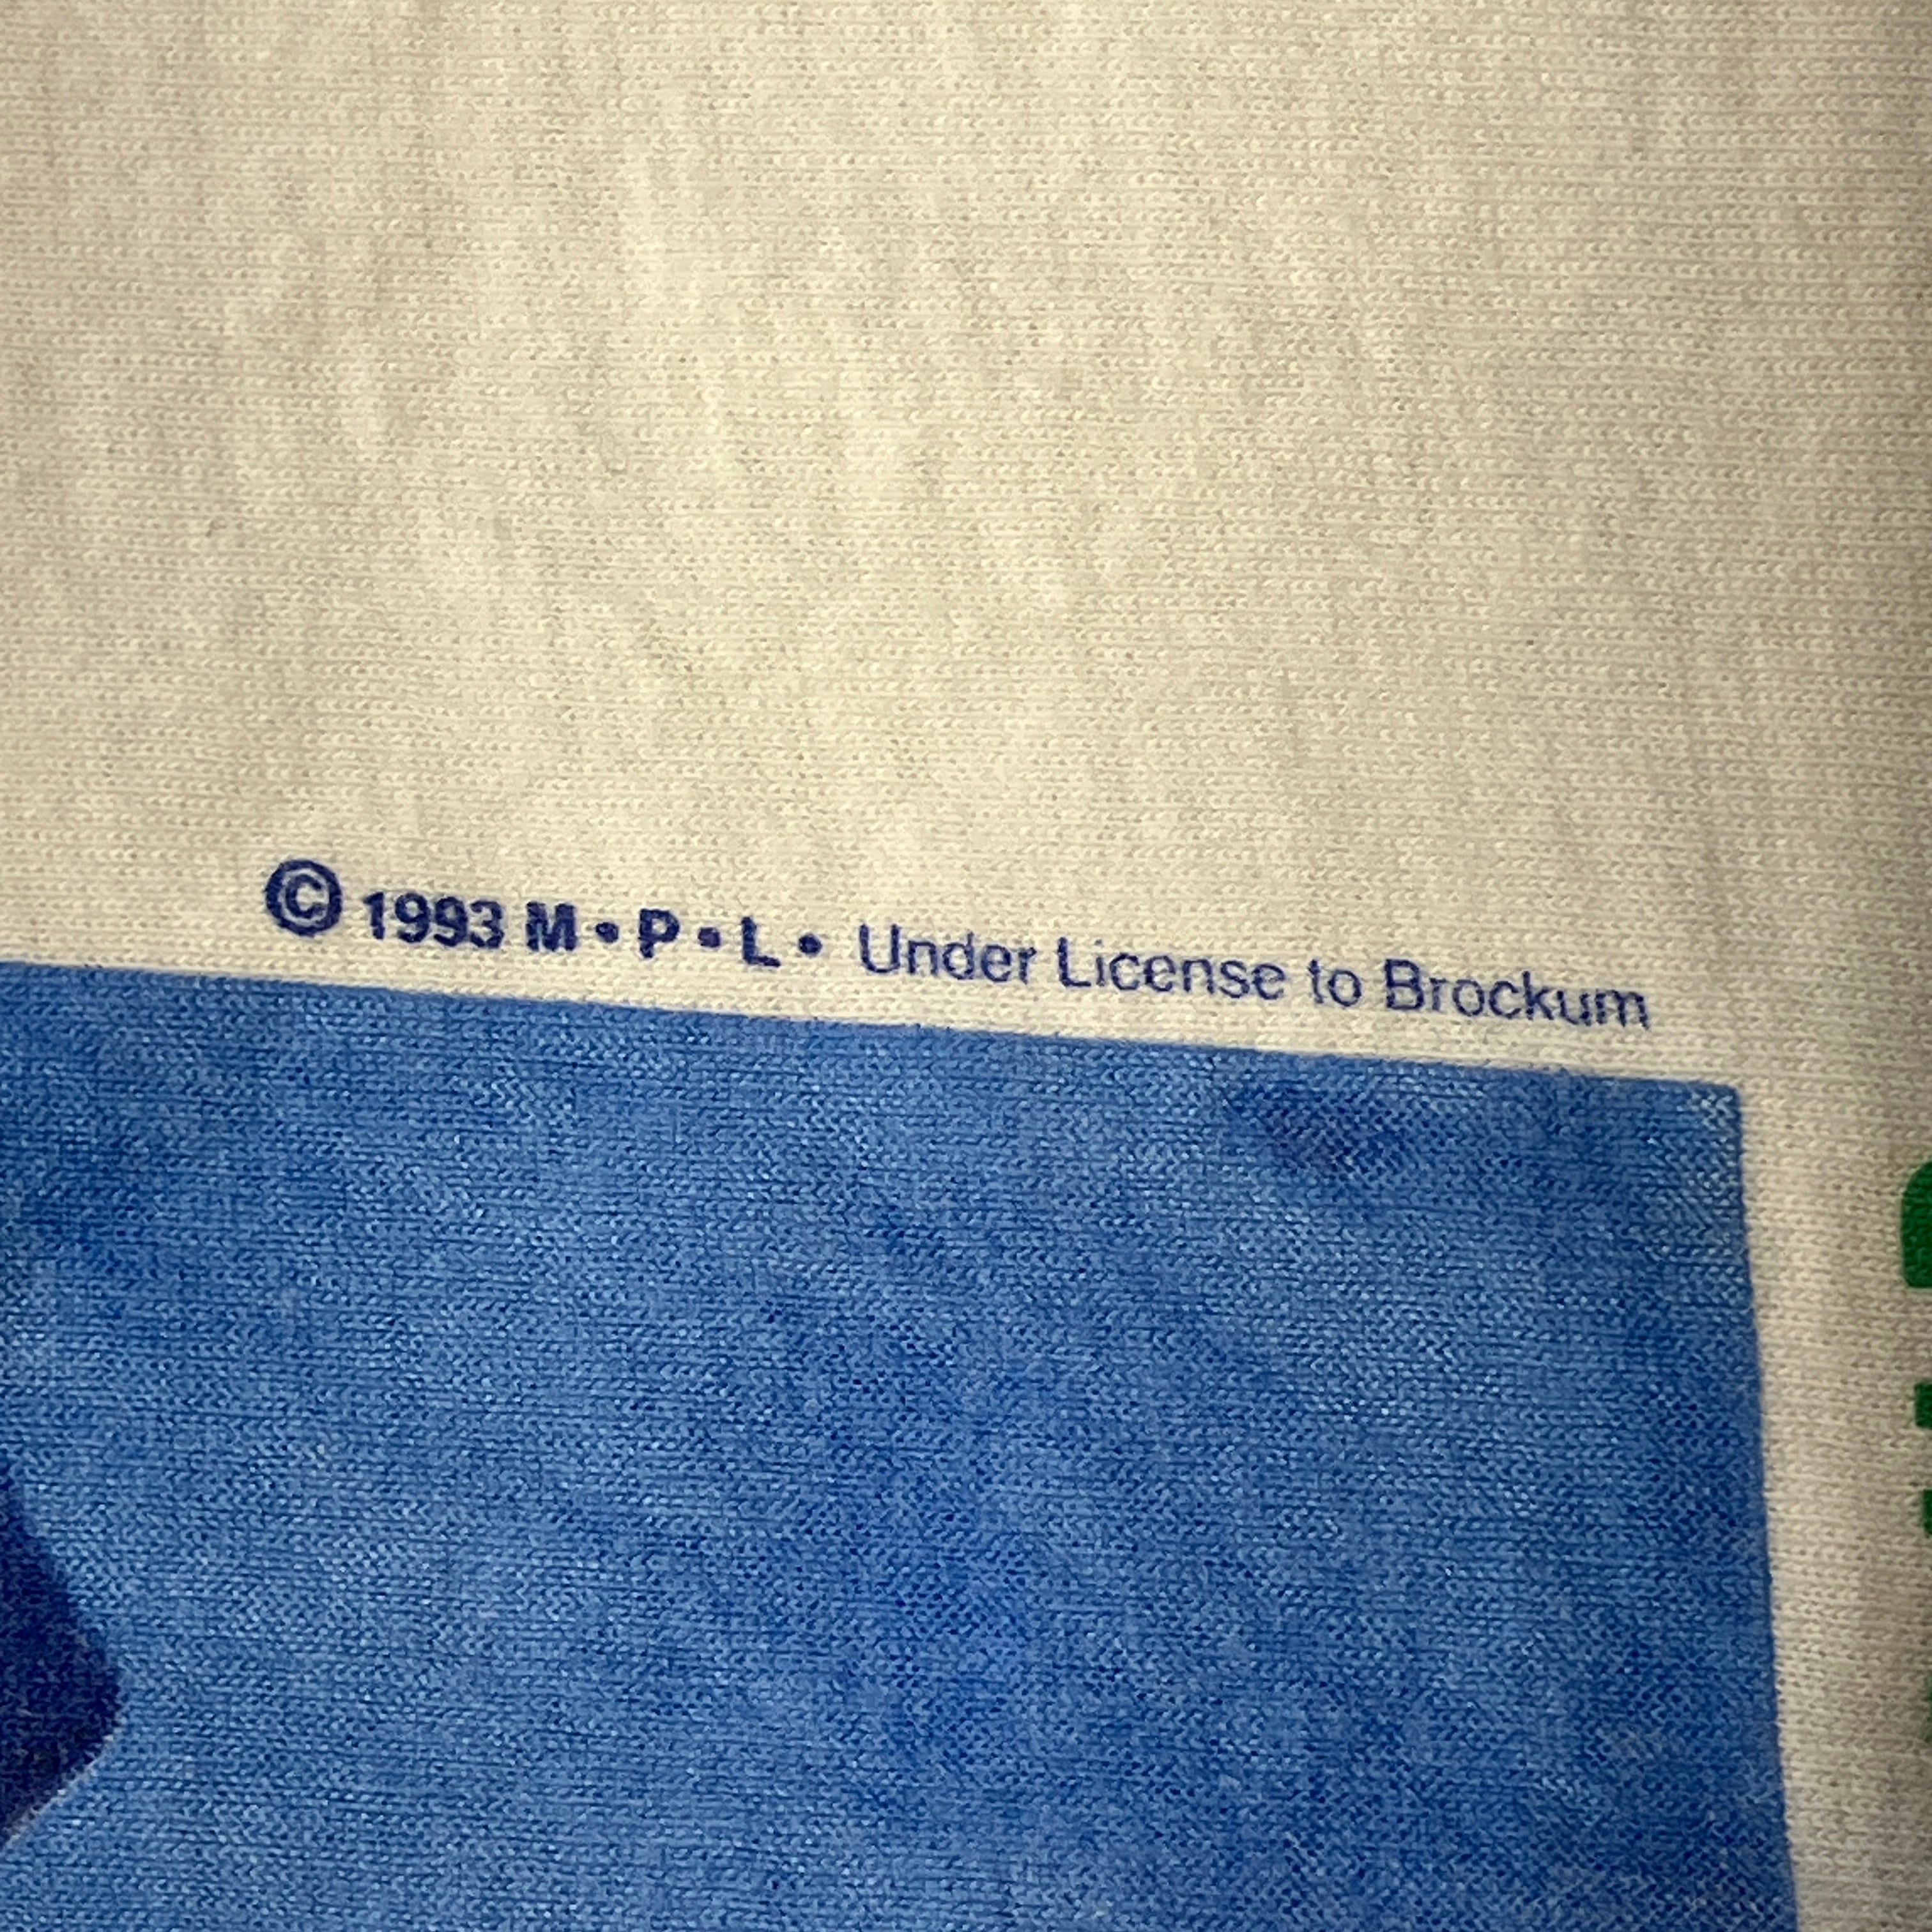 © 1993 M • P • L • Under License to Brockum